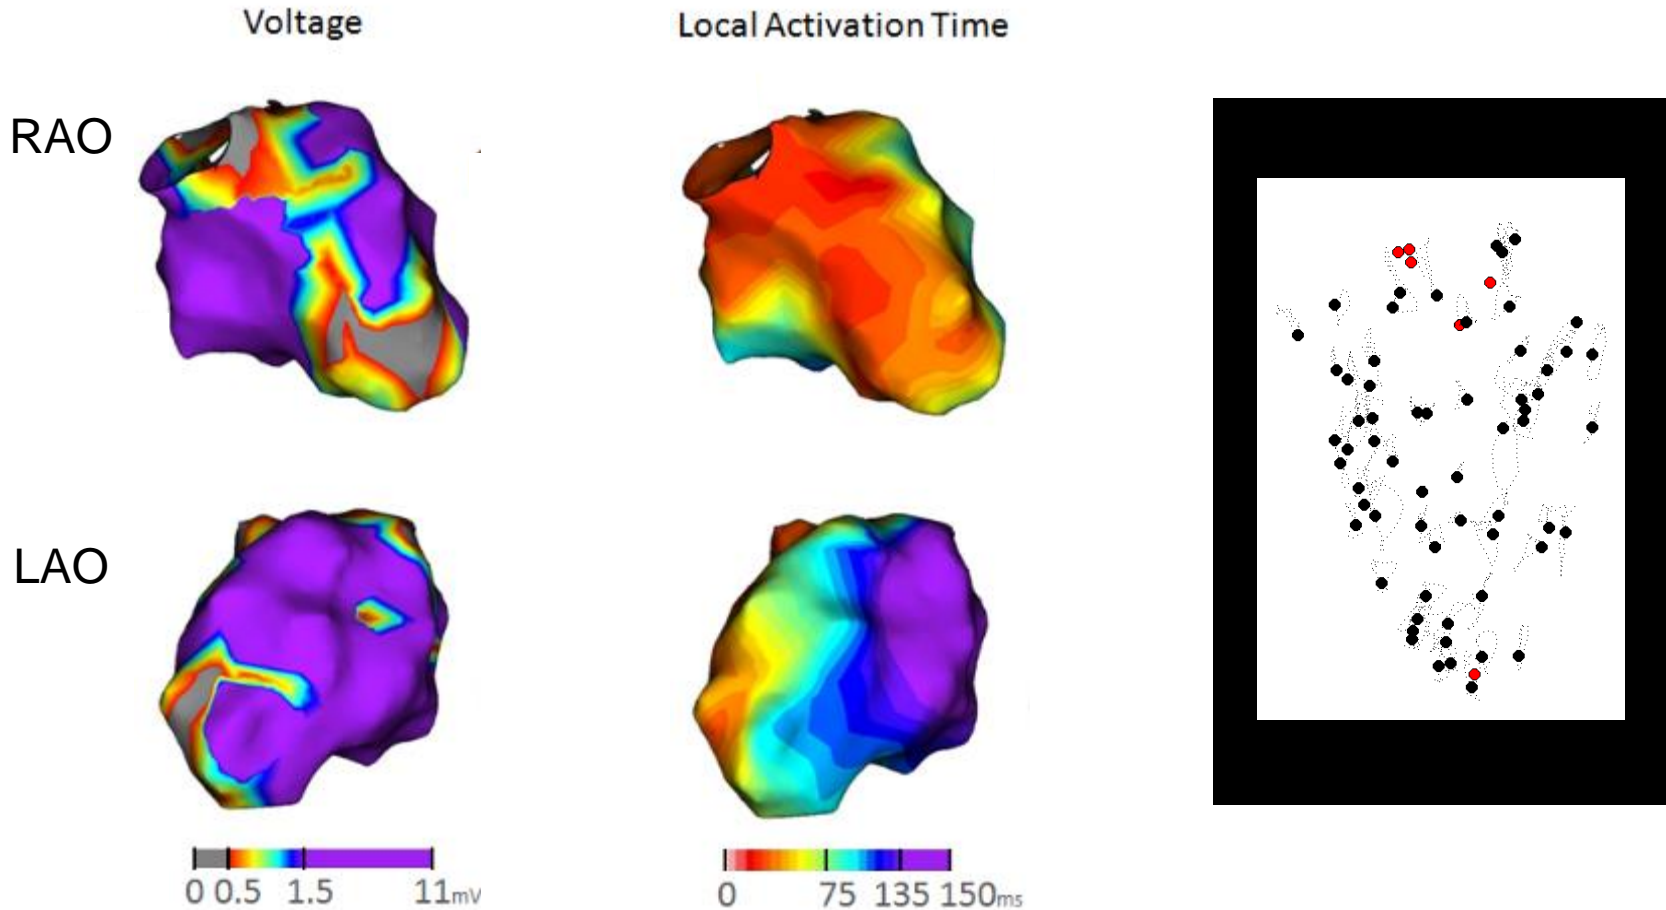 Voltage
Local Activation Time
RAO
LAO
0 0.5 1.5 11mV
0 75 135 150ms